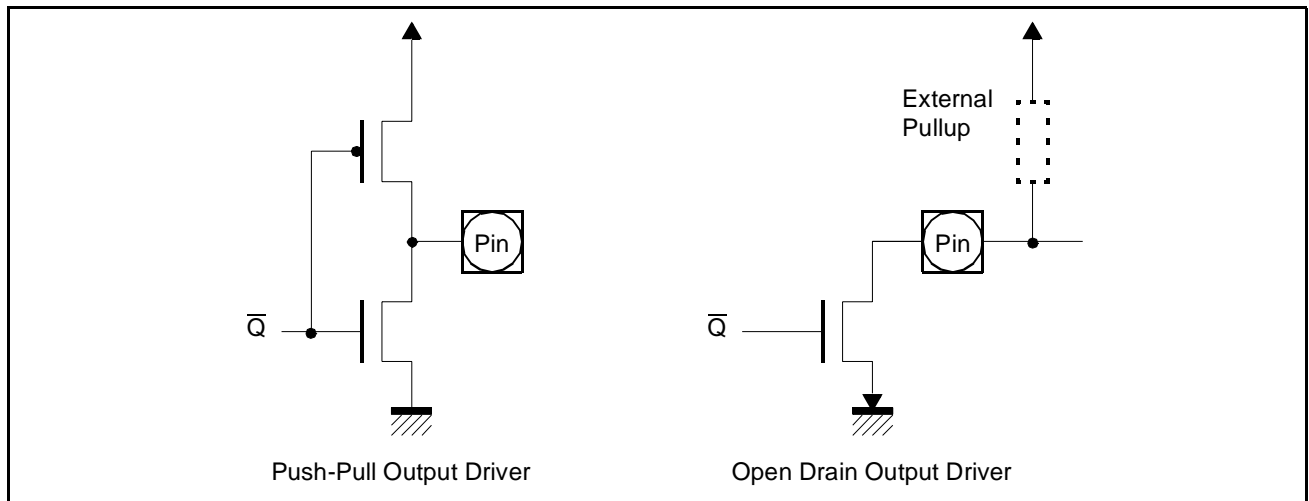 External
Pullup
Pin
Pin
Q̅
Q̅
Push-Pull Output Driver
Open Drain Output Driver